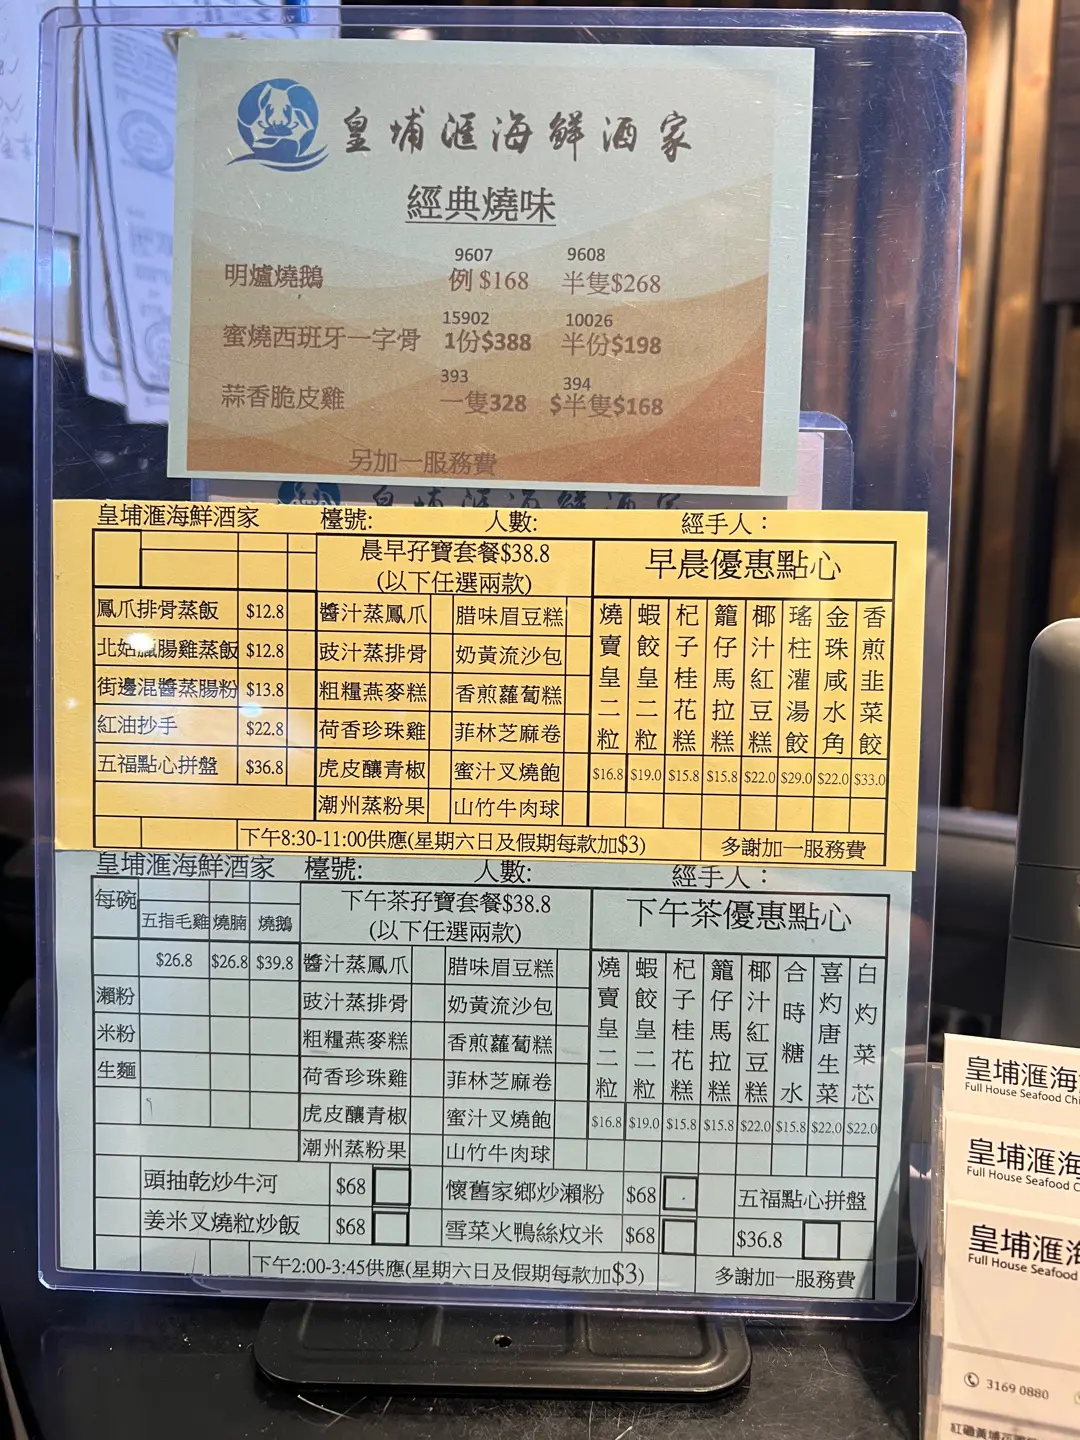 皇埔滙海鮮酒家
經典燒味
9607 9608
明爐燒鵝 例 $168 半隻$268
15902 10026
蜜燒西班牙一字骨 1份$388 半份$198
393 394
蒜香脆皮雞 一隻328 $半隻$168
另加一服務費
皇埔滙海鮮酒家
皇埔滙海鮮酒家 檯號: 人數: 經手人：
晨早孖寶套餐$38.8
(以下任選兩款)
早晨優惠點心
鳳爪排骨蒸飯 $12.8
北菇臘腸雞蒸飯 $12.8
街邊混醬蒸腸粉 $13.8
紅油抄手 $22.8
五福點心拼盤 $36.8
醬汁蒸鳳爪 腊味眉豆糕
豉汁蒸排骨 奶黃流沙包
粗糧燕麥糕 香煎蘿蔔糕
荷香珍珠雞 菲林芝麻卷
虎皮釀青椒 蜜汁叉燒飽
潮州蒸粉果 山竹牛肉球
燒賣皇二粒 $16.8
蝦餃皇二粒 $19.0
杞子桂花糕 $15.8
籠仔馬拉糕 $15.8
椰汁紅豆糕 $22.0
瑤柱灌湯餃 $29.0
金珠咸水角 $22.0
香煎韭菜餃 $33.0
下午8:30-11:00供應(星期六日及假期每款加$3) 多謝加一服務費
皇埔滙海鮮酒家 檯號: 人數: 經手人：
每碗
五指毛雞 燒腩 燒鵝
$26.8 $26.8 $39.8
瀨粉
米粉
生麵
下午茶孖寶套餐$38.8
(以下任選兩款)
下午茶優惠點心
醬汁蒸鳳爪 腊味眉豆糕
豉汁蒸排骨 奶黃流沙包
粗糧燕麥糕 香煎蘿蔔糕
荷香珍珠雞 菲林芝麻卷
虎皮釀青椒 蜜汁叉燒飽
潮州蒸粉果 山竹牛肉球
燒賣皇二粒 $16.8
蝦餃皇二粒 $19.0
杞子桂花糕 $15.8
籠仔馬拉糕 $15.8
椰汁紅豆糕 $22.0
合時糖水 $15.8
喜灼唐生菜 $22.0
白灼菜芯 $22.0
頭抽乾炒牛河 $68 懷舊家鄉炒瀨粉 $68 五福點心拼盤
姜米叉燒粒炒飯 $68 雪菜火鴨絲炆米 $68 $36.8
下午2:00-3:45供應(星期六日及假期每款加$3) 多謝加一服務費
皇埔滙海
Full House Seafood Chi
皇埔滙海
Full House Seafood C
皇埔滙海
Full House Seafood
3169 0880
紅磡黃埔花園